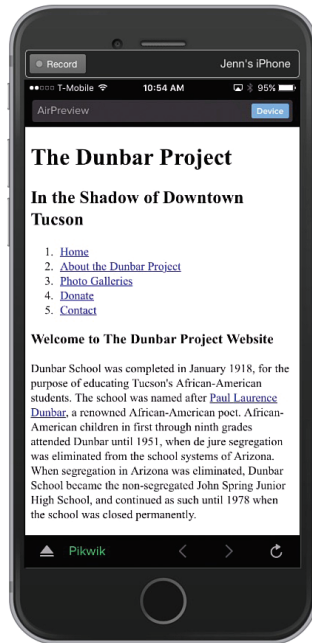 Record
Jenn's iPhone
T-Mobile
10:54 AM
95%
AirPreview
Device
The Dunbar Project
In the Shadow of Downtown
Tucson
1. Home
2. About the Dunbar Project
3. Photo Galleries
4. Donate
5. Contact
Welcome to The Dunbar Project Website
Dunbar School was completed in January 1918, for the
purpose of educating Tucson's African-American
students. The school was named after Paul Laurence
Dunbar, a renowned African-American poet. African-
American children in first through ninth grades
attended Dunbar until 1951, when de jure segregation
was eliminated from the school systems of Arizona.
When segregation in Arizona was eliminated, Dunbar
School became the non-segregated John Spring Junior
High School, and continued as such until 1978 when
the school was closed permanently.
Pikwik